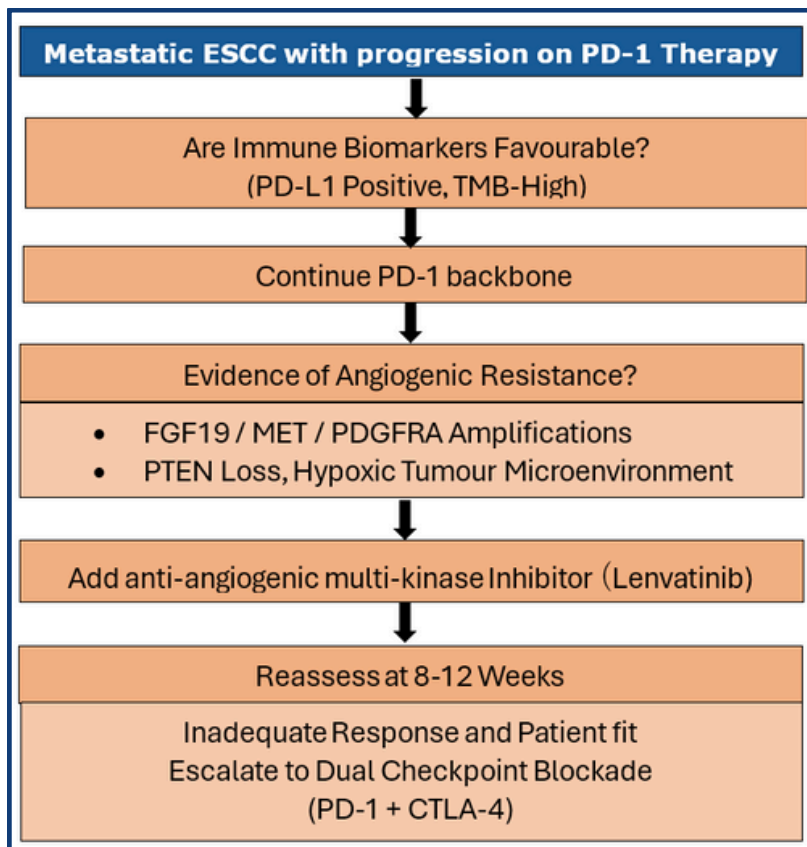 Metastatic ESCC with progression on PD-1 Therapy
Are Immune Biomarkers Favourable?
(PD-L1 Positive, TMB-High)
Continue PD-1 backbone
Evidence of Angiogenic Resistance?
• FGF19 / MET / PDGFRA Amplifications
• PTEN Loss, Hypoxic Tumour Microenvironment
Add anti-angiogenic multi-kinase Inhibitor (Lenvatinib)
Reassess at 8-12 Weeks
Inadequate Response and Patient fit
Escalate to Dual Checkpoint Blockade
(PD-1 + CTLA-4)